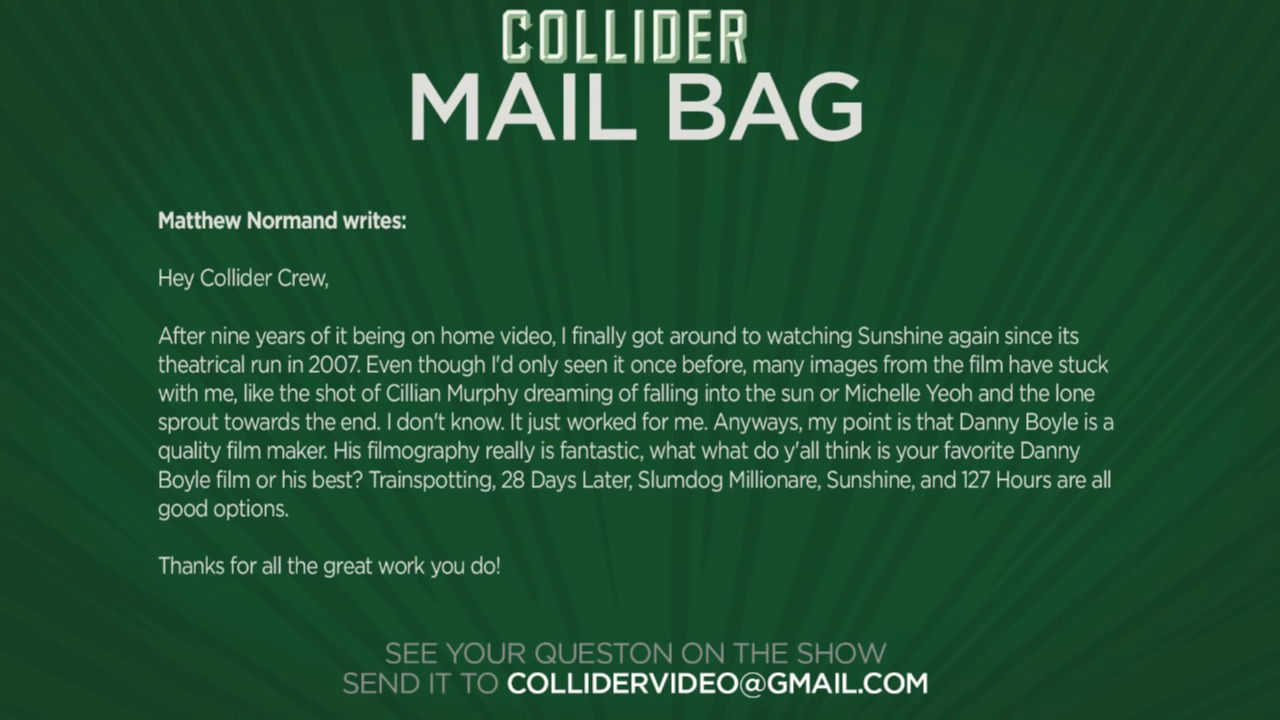 COLLIDER
MAIL BAG
Matthew Normand writes:
Hey Collider Crew,
After nine years of it being on home video, I finally got around to watching Sunshine again since its
theatrical run in 2007. Even though I'd only seen it once before, many images from the film have stuck
with me, like the shot of Cillian Murphy dreaming of falling into the sun or Michelle Yeoh and the lone
sprout towards the end. I don't know. It just worked for me. Anyways, my point is that Danny Boyle is a
quality film maker. His filmography really is fantastic, what what do y'all think is your favorite Danny
Boyle film or his best? Trainspotting, 28 Days Later, Slumdog Millionare, Sunshine, and 127 Hours are all
good options.
Thanks for all the great work you do!
SEE YOUR QUESTON ON THE SHOW
SEND IT TO COLLIDERVIDEO@GMAIL.COM